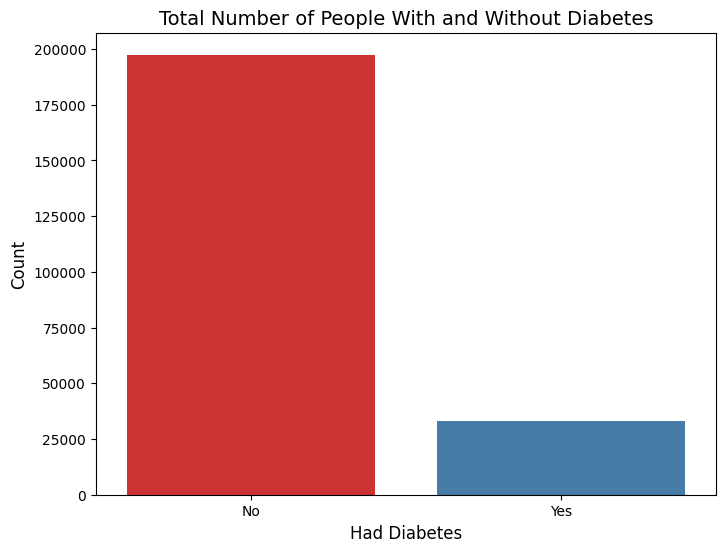 Total Number of People With and Without Diabetes
200000
175000
150000
125000
100000
75000
50000
25000
0
Count
No
Yes
Had Diabetes